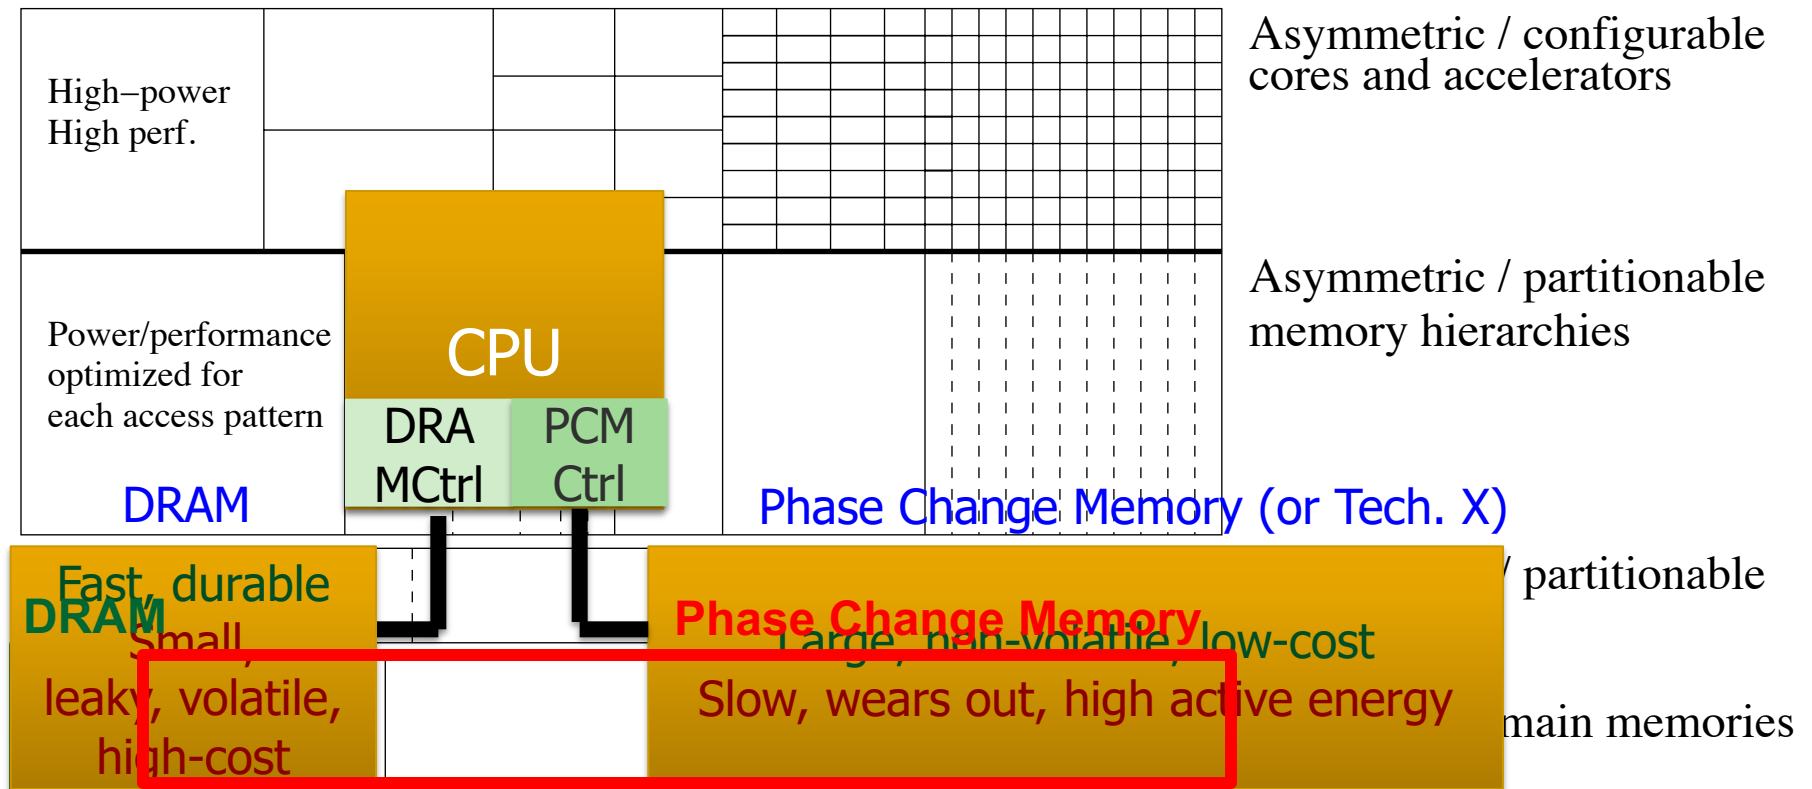 Asymmetric / configurable
cores and accelerators
High–power
High perf.
Asymmetric / partitionable
memory hierarchies
Power/performance
optimized for
each access pattern
CPU
DRA
MCtrl
PCM
Ctrl
DRAM
Phase Change Memory (or Tech. X)
/ partitionable
Fast, durable
DRAM
Small,
leaky, volatile,
high-cost
Phase Change Memory
Large, non-volatile, low-cost
Slow, wears out, high active energy
main memories